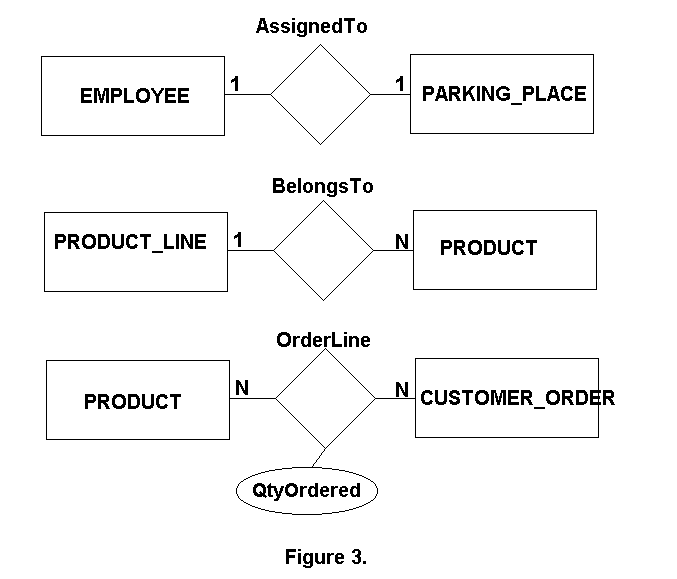 AssignedTo
EMPLOYEE 1 1 PARKING_PLACE
BelongsTo
PRODUCT_LINE 1 N PRODUCT
OrderLine
PRODUCT N N CUSTOMER_ORDER
QtyOrdered
Figure 3.